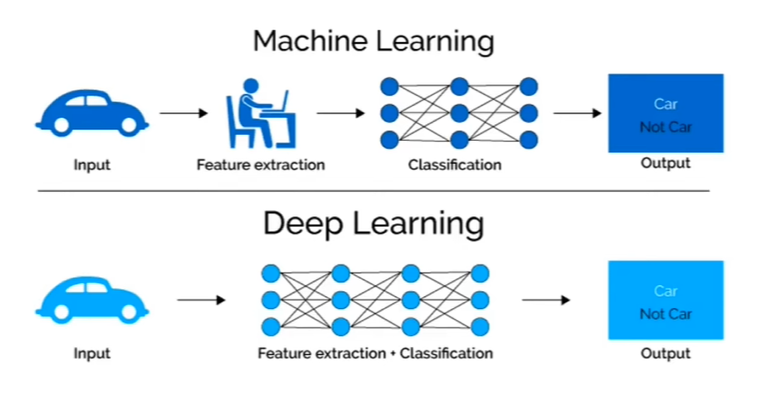 Machine Learning
Input
Feature extraction
Classification
Car
Not Car
Output
Deep Learning
Input
Feature extraction + Classification
Car
Not Car
Output